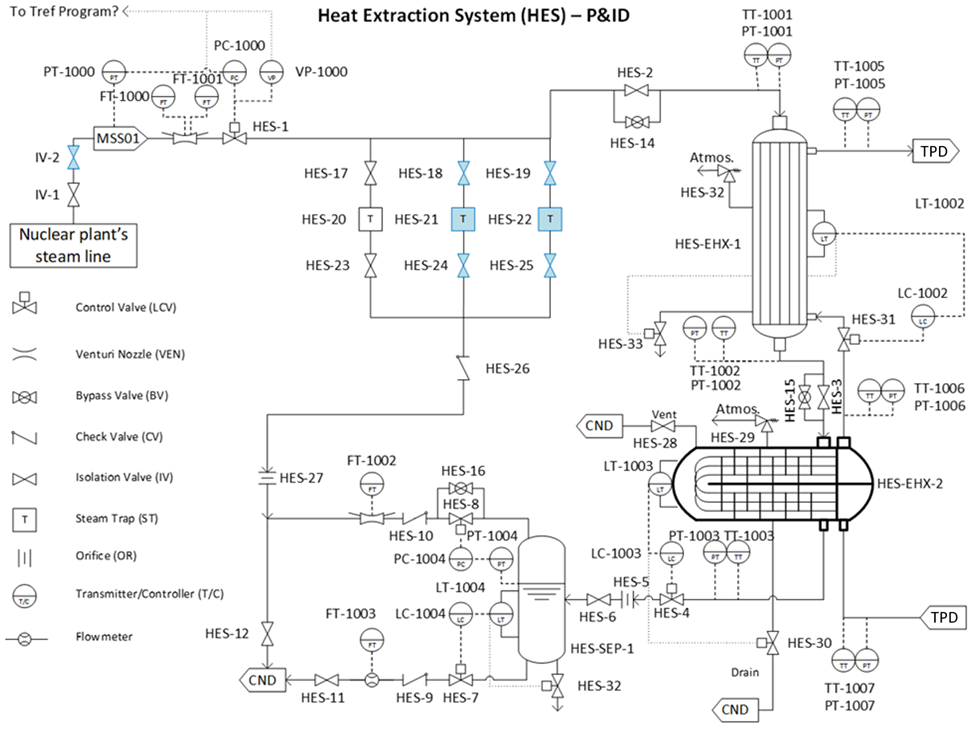 Heat Extraction System (HES) – P&ID
To Tref Program?
PC-1000
PT-1000
PT
PC
VP
VP-1000
FT-1001
FT-1000
FT
FT
MSS01
HES-1
IV-2
IV-1
Nuclear plant's
steam line
HES-17
HES-18
HES-19
HES-20
T
HES-21
T
HES-22
T
HES-23
HES-24
HES-25
HES-26
HES-2
HES-14
TT-1001
PT-1001
TT
PT
TT-1005
PT-1005
TT
PT
TPD
Atmos.
HES-32
LT-1002
LT
HES-EHX-1
LC-1002
LC
HES-31
HES-33
PT
TT
TT-1002
PT-1002
HES-15
HES-3
TT
PT
TT-1006
PT-1006
CND
Vent
HES-28
Atmos.
HES-29
LT-1003
LT
HES-EHX-2
Control Valve (LCV)
Venturi Nozzle (VEN)
Bypass Valve (BV)
Check Valve (CV)
Isolation Valve (IV)
T
Steam Trap (ST)
Orifice (OR)
T/C
Transmitter/Controller (T/C)
Flowmeter
HES-27
FT-1002
FT
HES-16
HES-8
HES-10
PT-1004
PC-1004
PC
PT
LT-1004
LC-1004
LC
LT
HES-SEP-1
HES-12
FT-1003
FT
CND
HES-11
HES-9
HES-7
HES-32
LC-1003
LC
PT-1003
TT-1003
PT
TT
HES-5
HES-6
HES-4
HES-30
Drain
CND
TPD
TT
PT
TT-1007
PT-1007